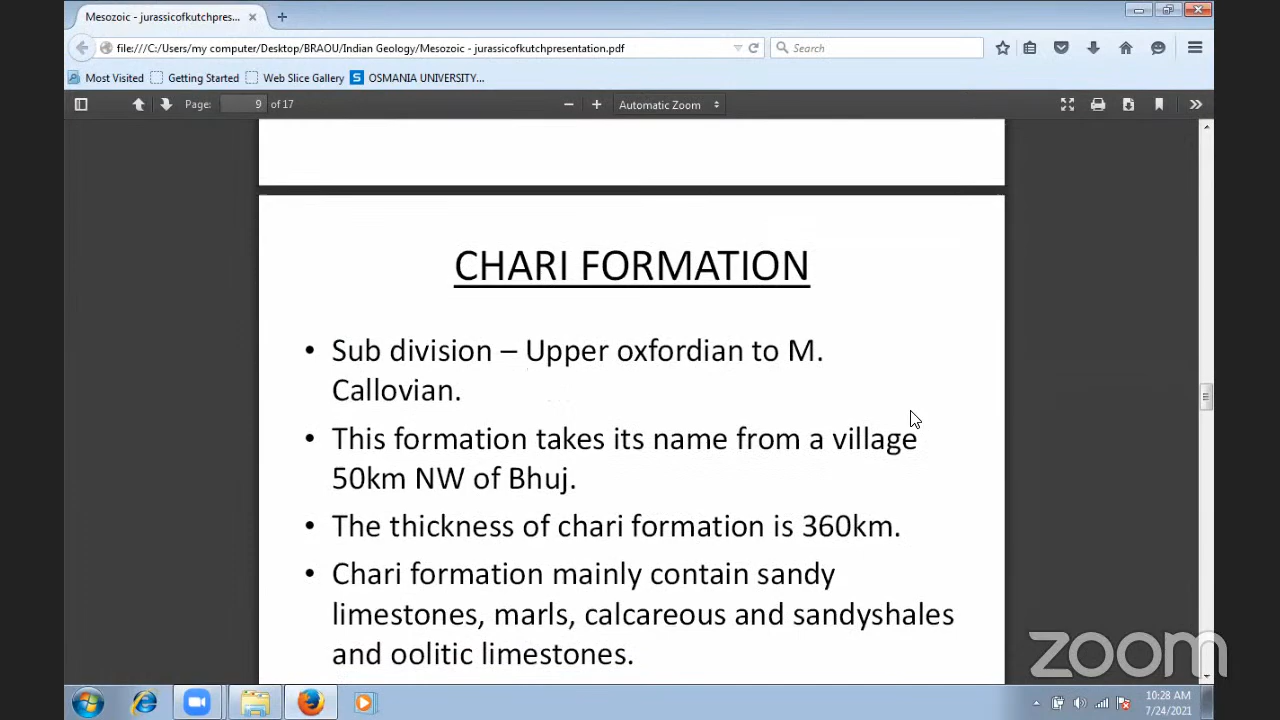 Mesozoic - jurassicofkutchpres...
file:///C:/Users/my computer/Desktop/BRAOU/Indian Geology/Mesozoic - jurassicofkutchpresentation.pdf
Search
Most Visited Getting Started Web Slice Gallery S OSMANIA UNIVERSITY...
Page: 9 of 17 Automatic Zoom
CHARI FORMATION
• Sub division – Upper oxfordian to M.
Callovian.
• This formation takes its name from a village
50km NW of Bhuj.
• The thickness of chari formation is 360km.
• Chari formation mainly contain sandy
limestones, marls, calcareous and sandyshales
and oolitic limestones.
zoom
10:28 AM
7/24/2021